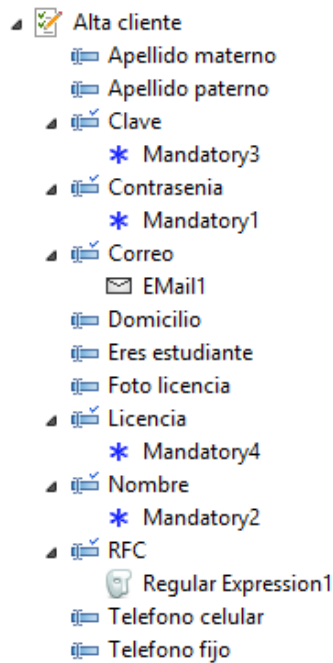 Alta cliente
Apellido materno
Apellido paterno
Clave
Mandatory3
Contrasenia
Mandatory1
Correo
EMail1
Domicilio
Eres estudiante
Foto licencia
Licencia
Mandatory4
Nombre
Mandatory2
RFC
Regular Expression1
Telefono celular
Telefono fijo